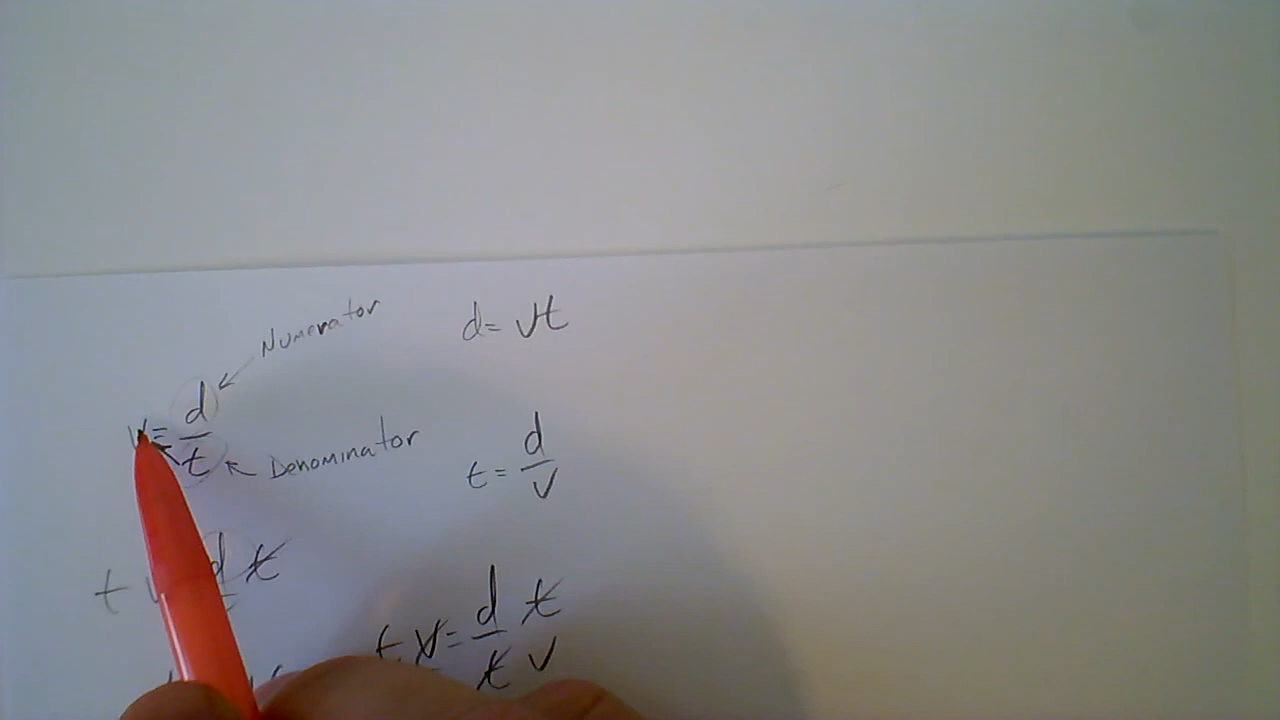 Numerator
d = vt
v = d/t
Denominator
t = d/v
t d t
t v = d t
t v